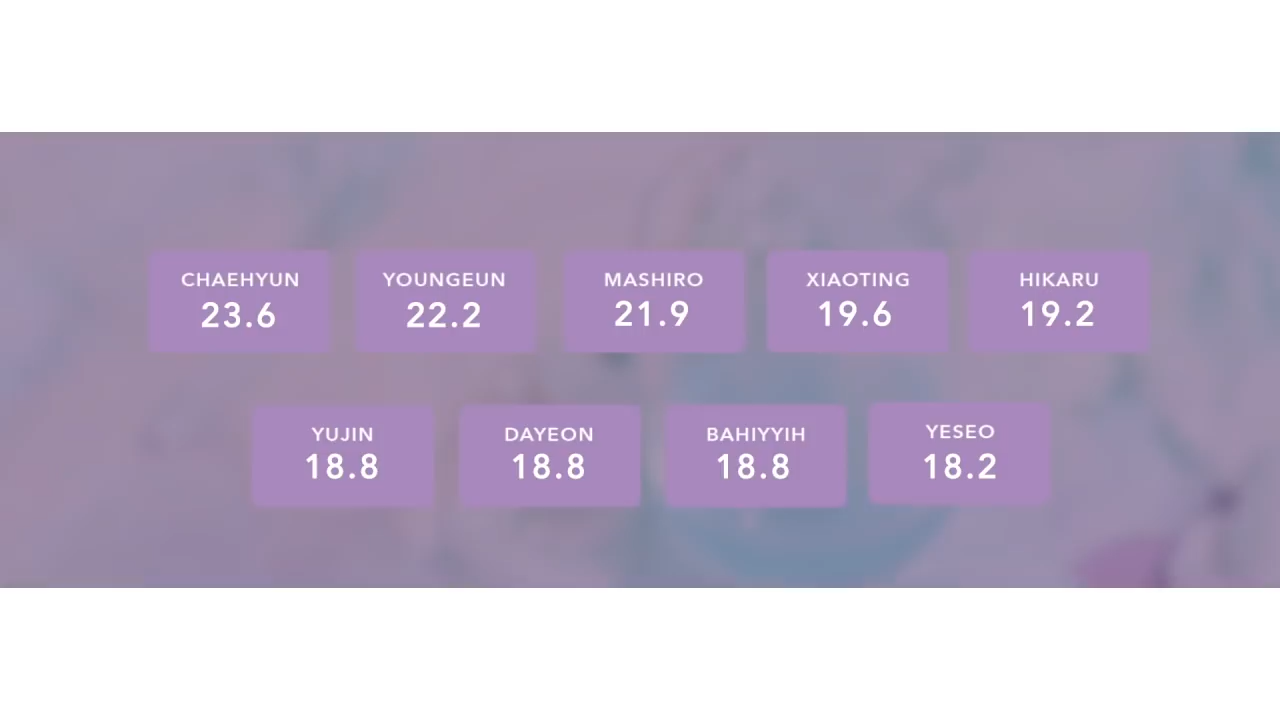 CHAEHYUN
23.6
YOUNGEUN
22.2
MASHIRO
21.9
XIAOTING
19.6
HIKARU
19.2
YUJIN
18.8
DAYEON
18.8
BAHIYYIH
18.8
YESEO
18.2